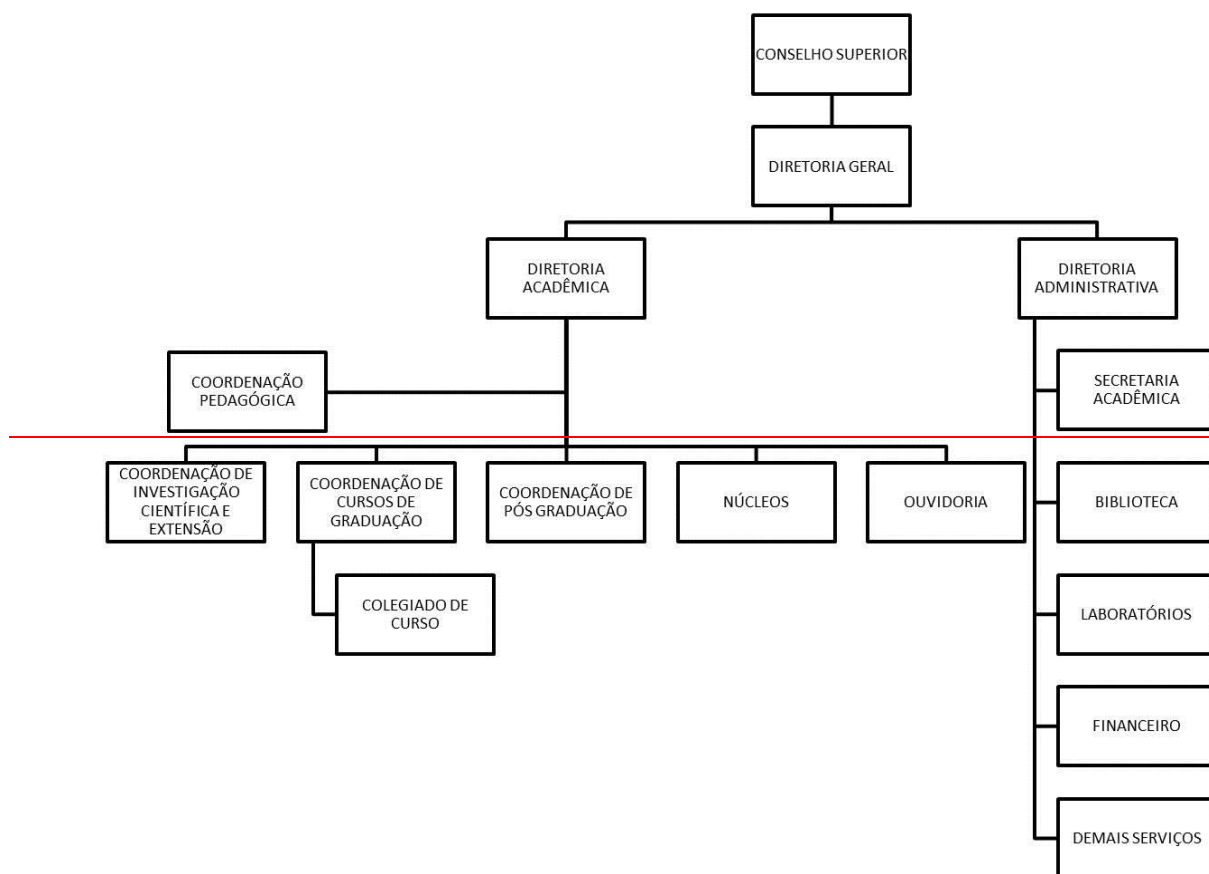 CONSELHO SUPERIOR
DIRETORIA GERAL
DIRETORIA
ACADÊMICA
DIRETORIA
ADMINISTRATIVA
COORDENAÇÃO
PEDAGÓGICA
SECRETARIA
ACADÊMICA
COORDENAÇÃO DE
INVESTIGAÇÃO
CIENTÍFICA E
EXTENSÃO
COORDENAÇÃO DE
CURSOS DE
GRADUAÇÃO
COORDENAÇÃO DE
PÓS GRADUAÇÃO
NÚCLEOS
OUVIDORIA
BIBLIOTECA
COLEGIADO DE
CURSO
LABORATÓRIOS
FINANCEIRO
DEMAIS SERVIÇOS